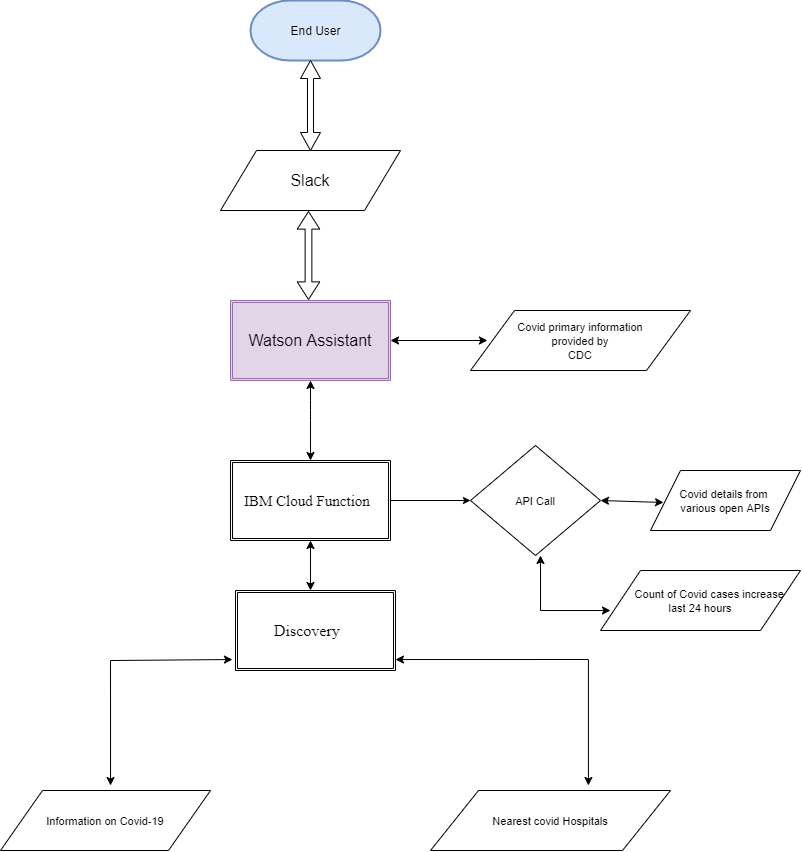 End User
Slack
Watson Assistant
Covid primary information
provided by
CDC
IBM Cloud Function
API Call
Covid details from
various open APIs
Count of Covid cases increase
last 24 hours
Discovery
Information on Covid-19
Nearest covid Hospitals